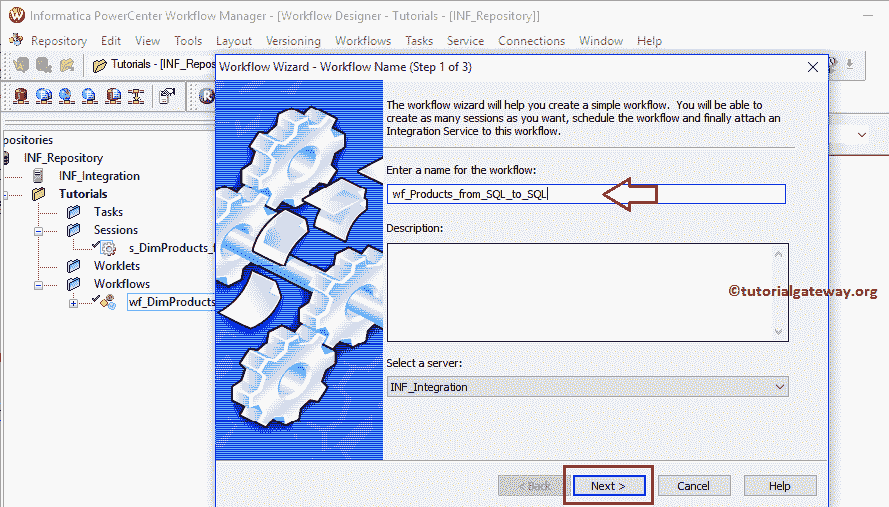 Informatica PowerCenter Workflow Manager - [Workflow Designer - Tutorials - [INF_Repository]]
Repository Edit View Tools Layout Versioning Workflows Tasks Service Connections Window Help
Tutorials - [INF_Repos
Workflow Wizard - Workflow Name (Step 1 of 3)
The workflow wizard will help you create a simple workflow. You will be able to
create as many sessions as you want, schedule the workflow and finally attach an
Integration Service to this workflow.
Enter a name for the workflow:
wf_Products_from_SQL_to_SQL
Description:
©tutorialgateway.org
Select a server:
INF_Integration
< Back Next > Cancel Help
positories
INF_Repository
INF_Integration
Tutorials
Tasks
Sessions
s_DimProducts_f
Worklets
Workflows
wf_DimProducts